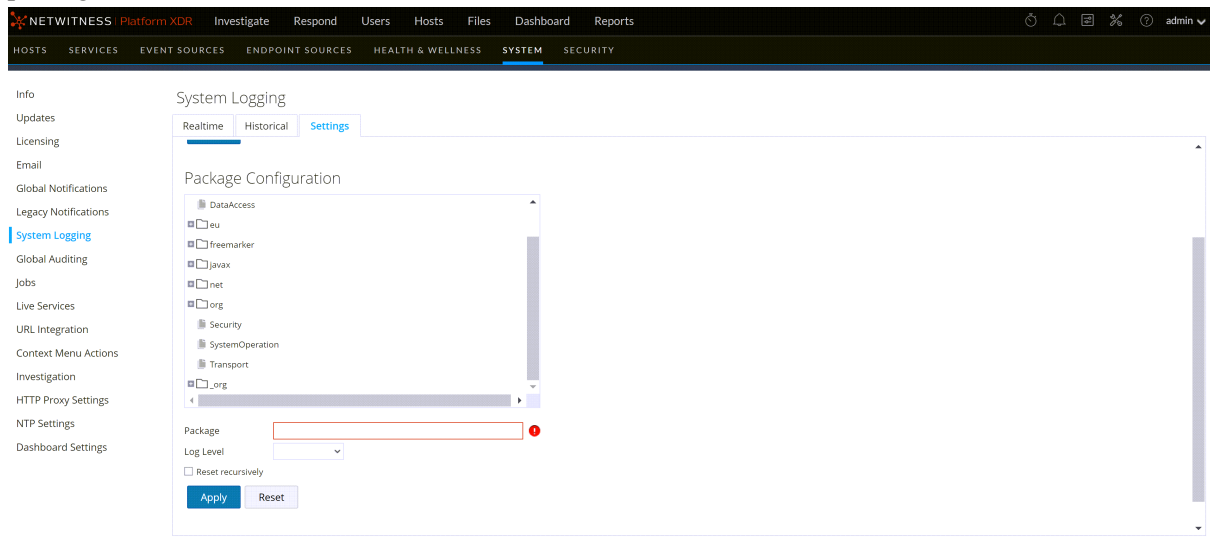 NETWITNESS Platform XDR Investigate Respond Users Hosts Files Dashboard Reports admin
HOSTS SERVICES EVENT SOURCES ENDPOINT SOURCES HEALTH & WELLNESS SYSTEM SECURITY
Info
Updates
Licensing
Email
Global Notifications
Legacy Notifications
System Logging
Global Auditing
Jobs
Live Services
URL Integration
Context Menu Actions
Investigation
HTTP Proxy Settings
NTP Settings
Dashboard Settings
System Logging
Realtime Historical Settings
Package Configuration
DataAccess
eu
freemarker
javax
net
org
Security
SystemOperation
Transport
_org
Package
Log Level
Reset recursively
Apply Reset